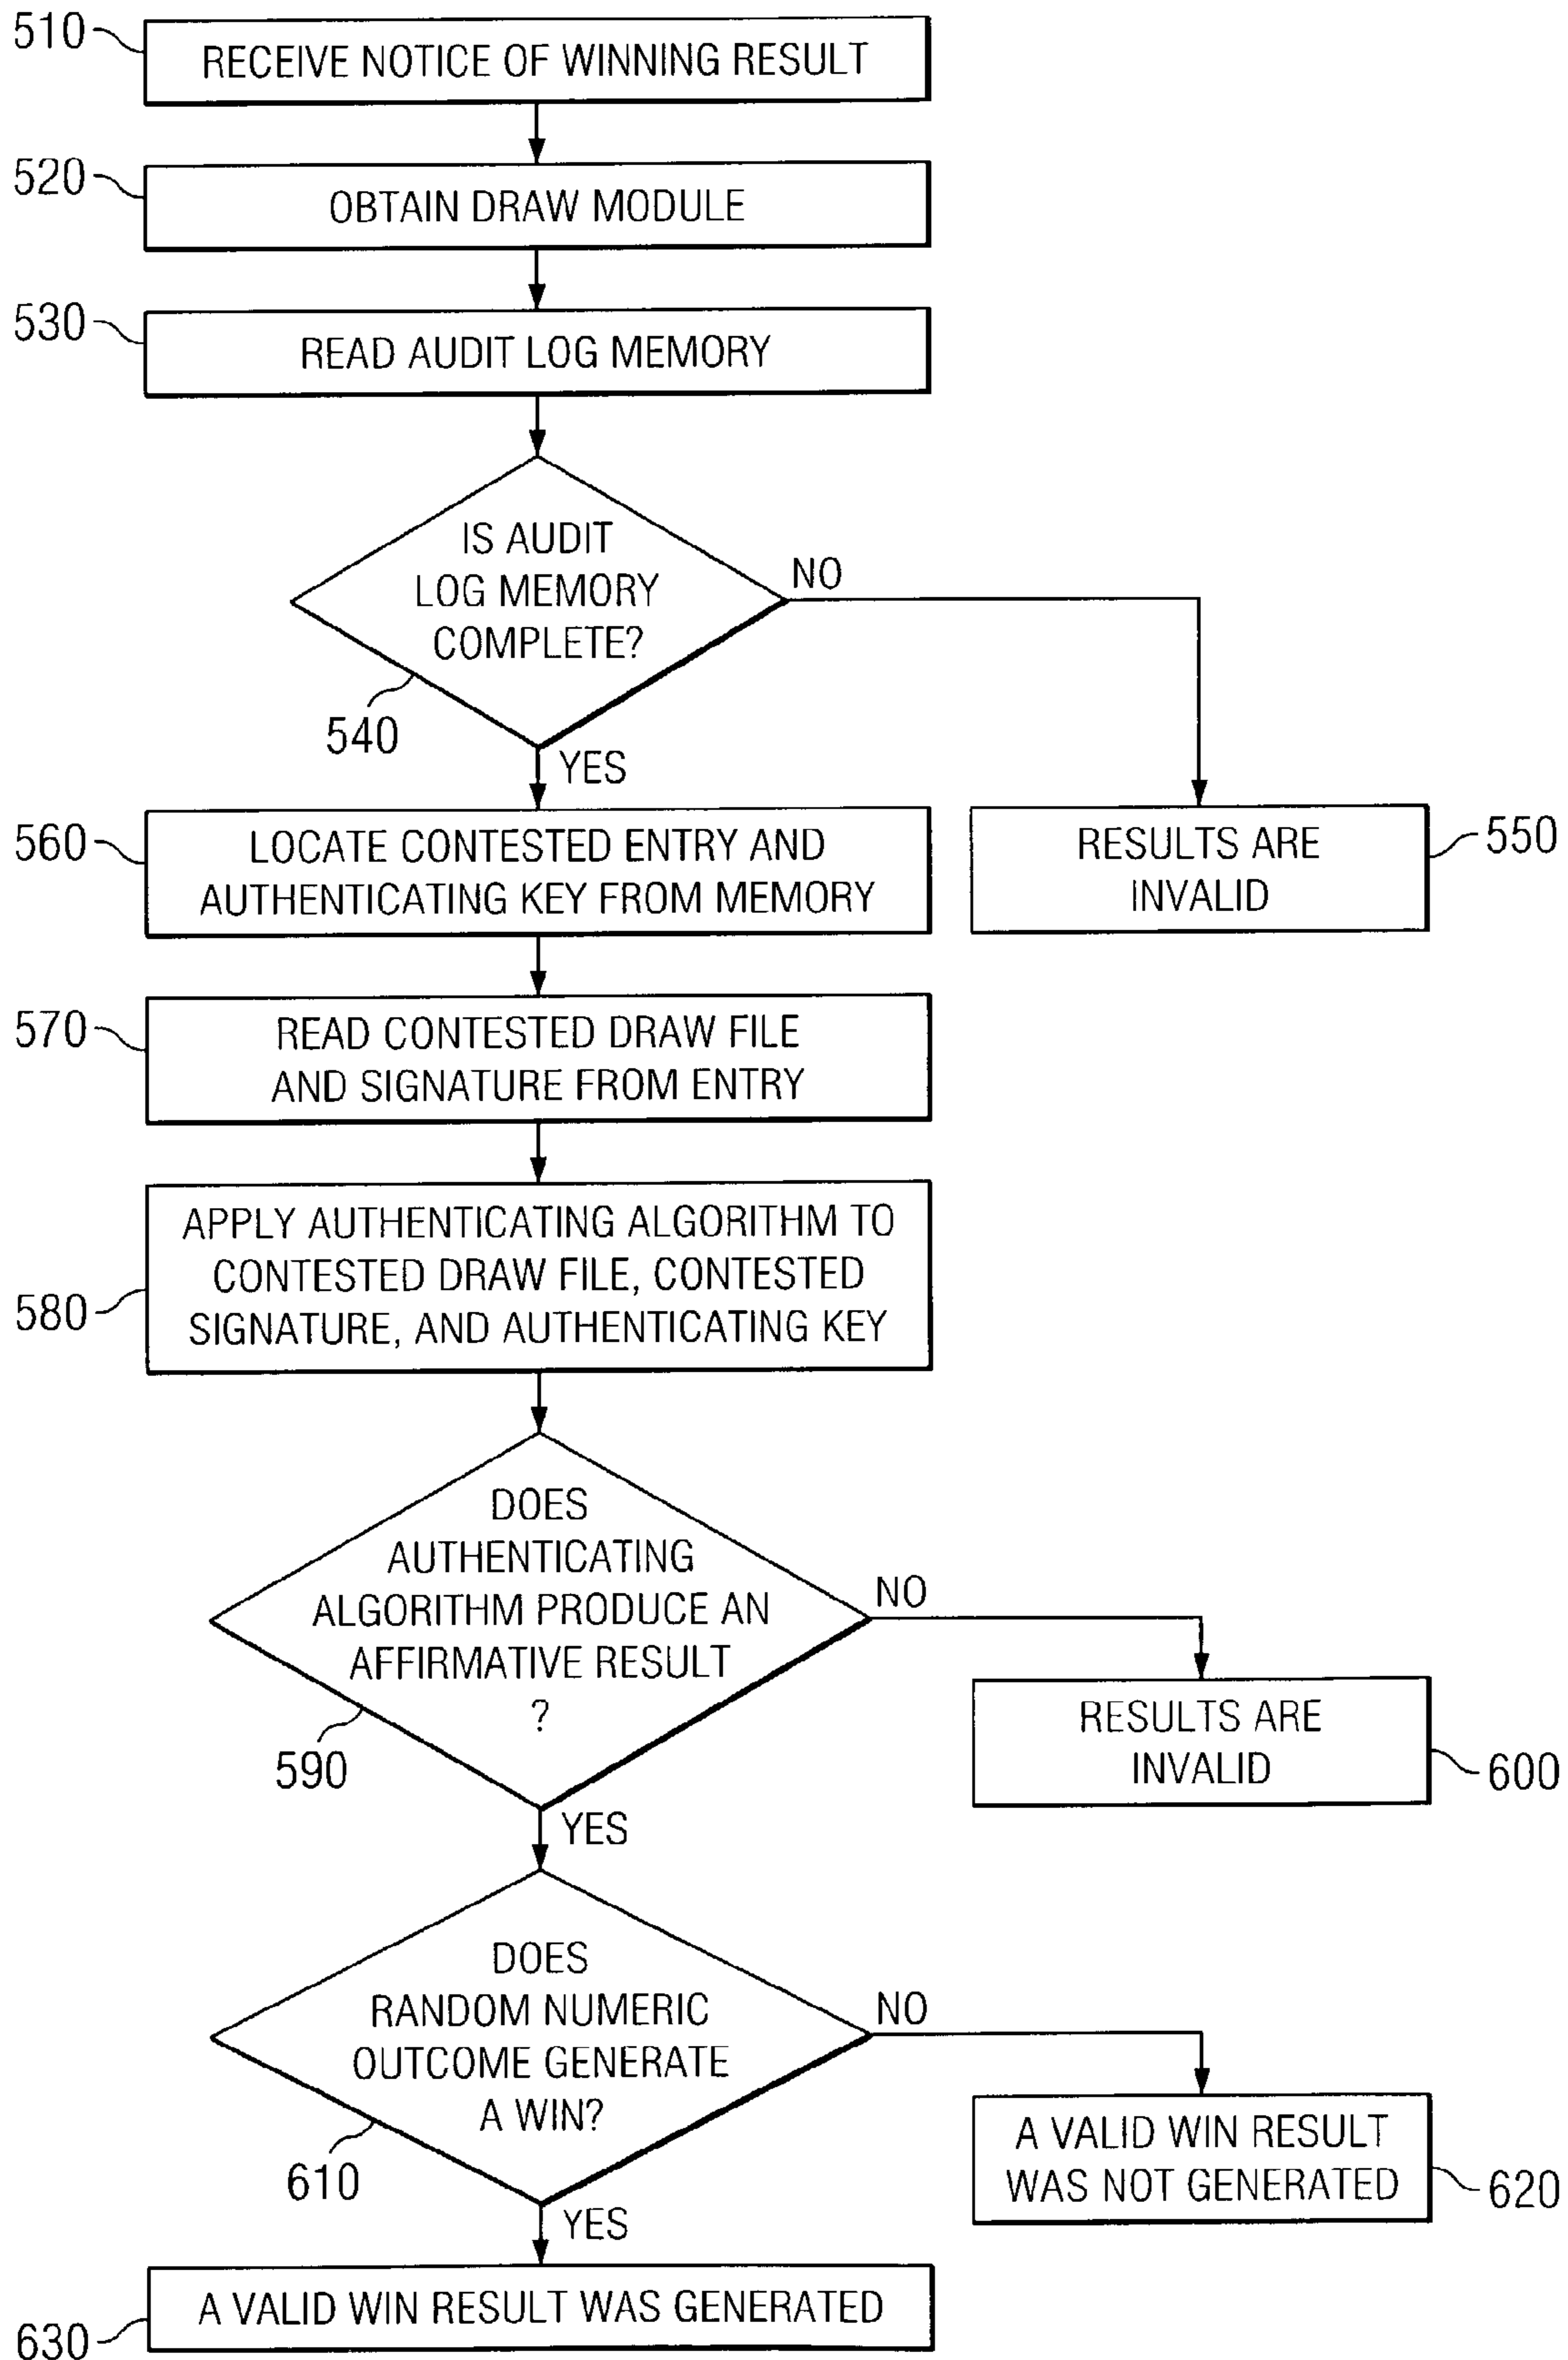 510
RECEIVE NOTICE OF WINNING RESULT
520
OBTAIN DRAW MODULE
530
READ AUDIT LOG MEMORY
IS AUDIT
LOG MEMORY
COMPLETE?
NO
540
YES
560
LOCATE CONTESTED ENTRY AND
AUTHENTICATING KEY FROM MEMORY
RESULTS ARE
INVALID
550
570
READ CONTESTED DRAW FILE
AND SIGNATURE FROM ENTRY
580
APPLY AUTHENTICATING ALGORITHM TO
CONTESTED DRAW FILE, CONTESTED
SIGNATURE, AND AUTHENTICATING KEY
DOES
AUTHENTICATING
ALGORITHM PRODUCE AN
AFFIRMATIVE RESULT
?
NO
590
YES
RESULTS ARE
INVALID
600
DOES
RANDOM NUMERIC
OUTCOME GENERATE
A WIN?
NO
610
YES
A VALID WIN RESULT
WAS NOT GENERATED
620
A VALID WIN RESULT WAS GENERATED
630